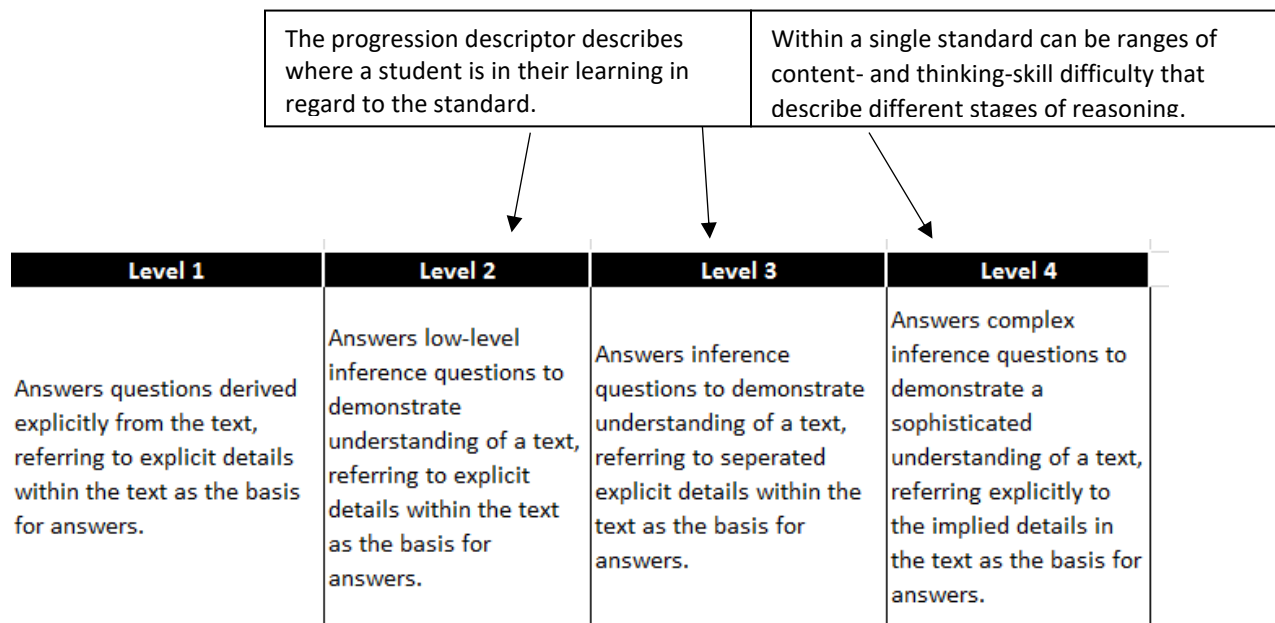 The progression descriptor describes
where a student is in their learning in
regard to the standard.
Within a single standard can be ranges of
content- and thinking-skill difficulty that
describe different stages of reasoning.
Level 1
Level 2
Level 3
Level 4
Answers questions derived
explicitly from the text,
referring to explicit details
within the text as the basis
for answers.
Answers low-level
inference questions to
demonstrate
understanding of a text,
referring to explicit
details within the text
as the basis for
answers.
Answers inference
questions to demonstrate
understanding of a text,
referring to seperated
explicit details within the
text as the basis for
answers.
Answers complex
inference questions to
demonstrate a
sophisticated
understanding of a text,
referring explicitly to
the implied details in
the text as the basis for
answers.